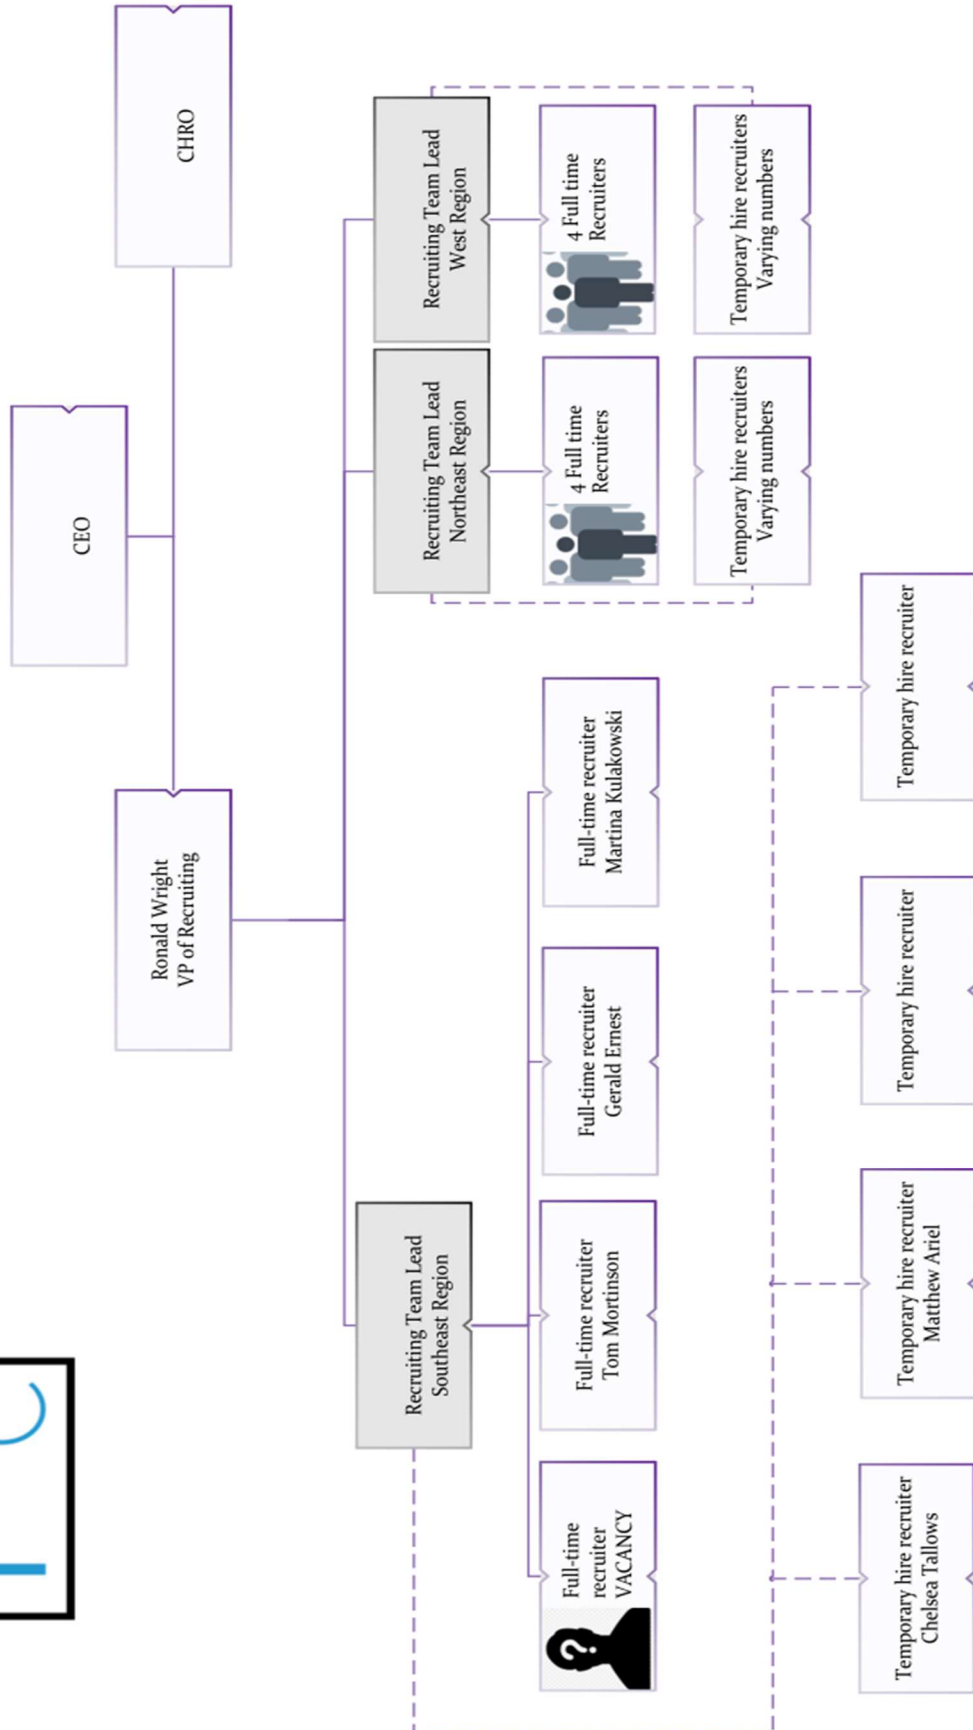 CEO
Ronald Wright
VP of Recruiting
CHRO
Recruiting Team Lead
Southeast Region
Recruiting Team Lead
Northeast Region
Recruiting Team Lead
West Region
Full-time
recruiter
VACANCY
Full-time recruiter
Tom Mortinson
Full-time recruiter
Gerald Ernest
Full-time recruiter
Martina Kulakowski
4 Full time
Recruiters
4 Full time
Recruiters
Temporary hire recruiters
Varying numbers
Temporary hire recruiters
Varying numbers
Temporary hire recruiter
Chelsea Tallows
Temporary hire recruiter
Matthew Ariel
Temporary hire recruiter
Temporary hire recruiter